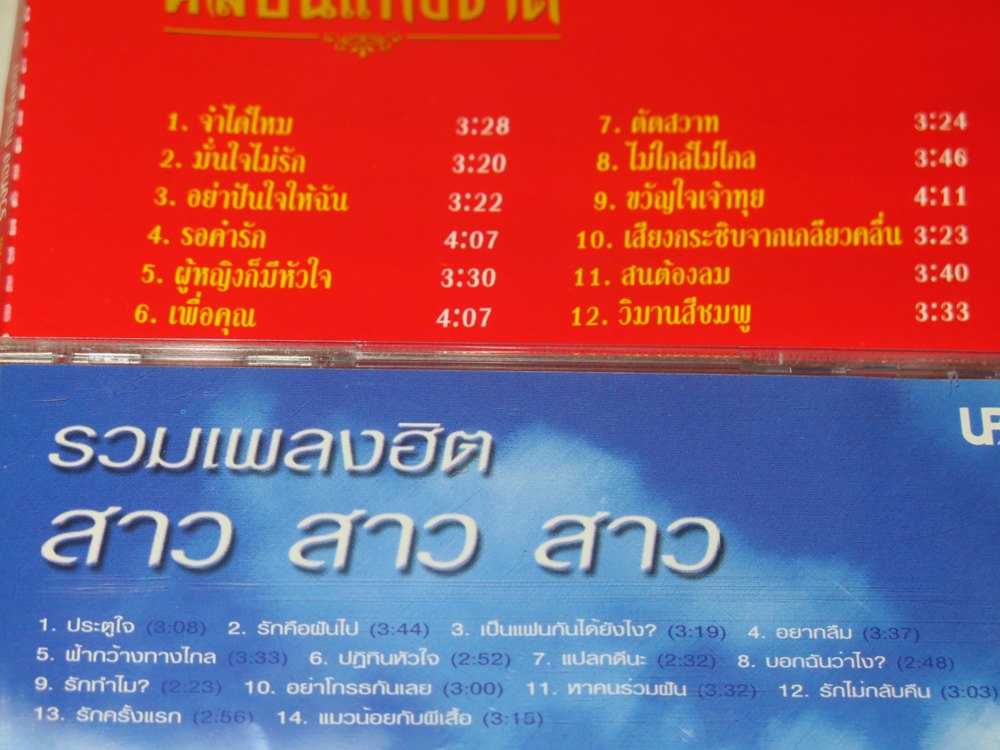 ศิลปินแห่งชาติ
1. จำได้ไหม 3:28
2. มั่นใจไม่รัก 3:20
3. อย่าปันใจให้ฉัน 3:22
4. รอคำรัก 4:07
5. ผู้หญิงก็มีหัวใจ 3:30
6. เพื่อคุณ 4:07
7. ตัดสวาท 3:24
8. ไม่ใกล้ไม่ไกล 3:46
9. ขวัญใจเจ้าทุย 4:11
10. เสียงกระซิบจากเกลียวคลื่น 3:23
11. สนต้องลม 3:40
12. วิมานสีชมพู 3:33
รวมเพลงฮิต
สาว สาว สาว
1. ประตูใจ (3:08) 2. รักคือฝันไป (3:44) 3. เป็นแฟนกันได้ยังไง? (3:19) 4. อยากลืม (3:37)
5. ฟ้ากว้างทางไกล (3:33) 6. ปฏิทินหัวใจ (2:52) 7. แปลกดีนะ (2:32) 8. บอกฉันว่าไง? (2:48)
9. รักทำไม? (2:23) 10. อย่าโกรธกันเลย (3:00) 11. หาคนร่วมฝัน (3.32) 12. รักไม่กลับคืน (3:03)
13. รักครั้งแรก (2:56) 14. แมวน้อยกับผีเสื้อ (3:15)